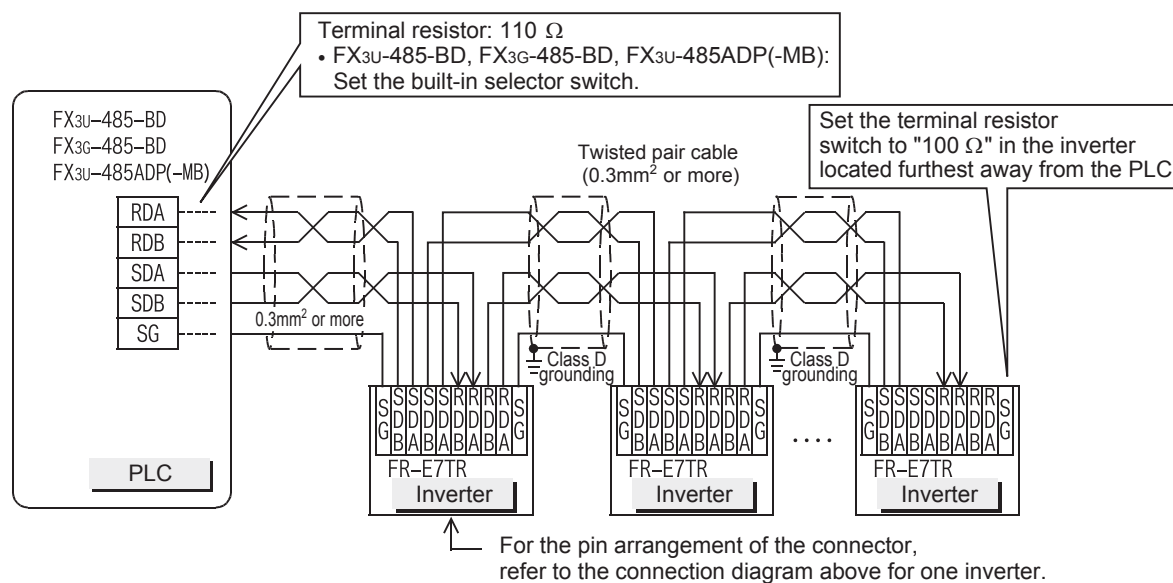 Terminal resistor: 110 Ω
• FX3U-485-BD, FX3G-485-BD, FX3U-485ADP(-MB):
Set the built-in selector switch.
FX3U-485-BD
FX3G-485-BD
FX3U-485ADP(-MB)
Set the terminal resistor
switch to "100 Ω" in the inverter
located furthest away from the PLC
Twisted pair cable
(0.3mm² or more)
RDA
RDB
SDA
SDB
SG
0.3mm² or more
Class D
grounding
Class D
grounding
SG SDB SDA SDB SDA RDB RDA RDB RDA SG
FR-E7TR
Inverter
SG SDB SDA SDB SDA RDB RDA RDB RDA SG
FR-E7TR
Inverter
....
SG SDB SDA SDB SDA RDB RDA RDB RDA SG
FR-E7TR
Inverter
PLC
For the pin arrangement of the connector,
refer to the connection diagram above for one inverter.